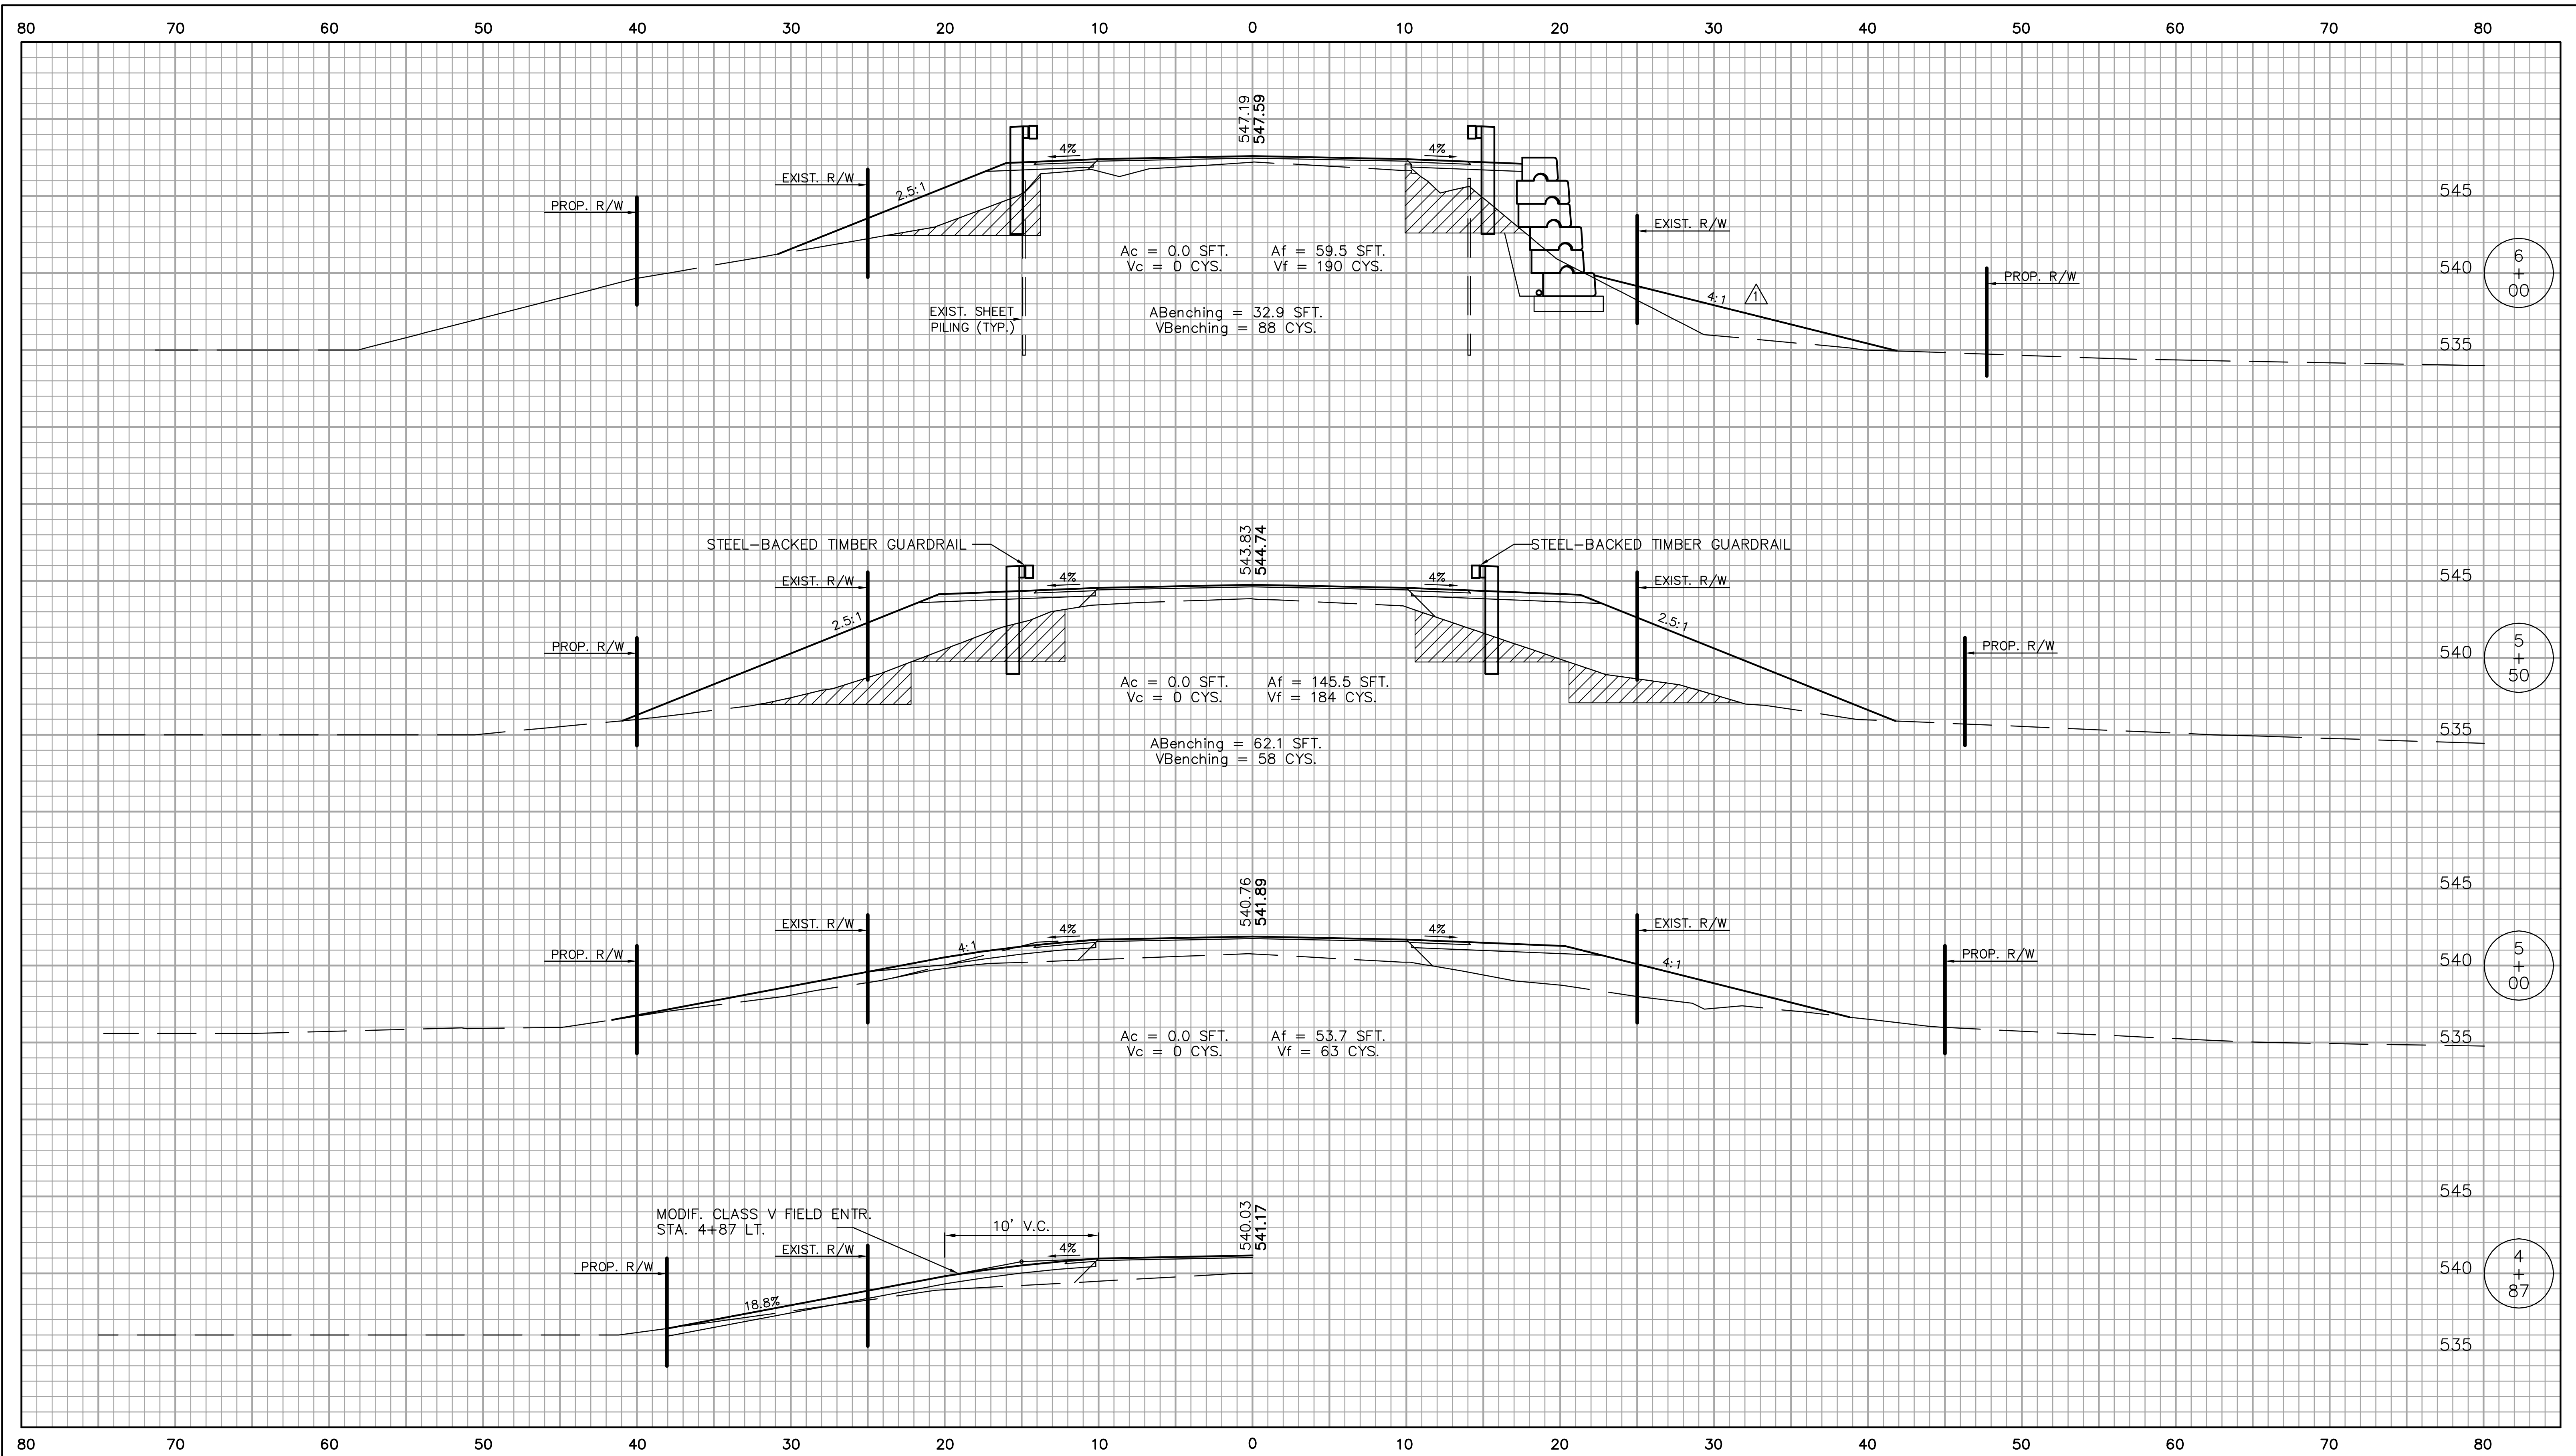 80 70 60 50 40 30 20 10 0 10 20 30 40 50 60 70 80
547.19
547.59
4%
4%
EXIST. R/W
2.5:1
PROP. R/W
545
EXIST. R/W
Ac = 0.0 SFT. Af = 59.5 SFT.
Vc = 0 CYS. Vf = 190 CYS.
540
6
+
00
PROP. R/W
4:1
1
EXIST. SHEET
PILING (TYP.)
ABenching = 32.9 SFT.
VBenching = 88 CYS.
535
543.83
544.74
STEEL-BACKED TIMBER GUARDRAIL
STEEL-BACKED TIMBER GUARDRAIL
EXIST. R/W
4%
4%
EXIST. R/W
545
2.5:1
2.5:1
PROP. R/W
PROP. R/W
540
5
+
50
Ac = 0.0 SFT. Af = 145.5 SFT.
Vc = 0 CYS. Vf = 184 CYS.
535
ABenching = 62.1 SFT.
VBenching = 58 CYS.
540.76
541.89
545
EXIST. R/W
4%
4%
EXIST. R/W
4:1
PROP. R/W
4:1
PROP. R/W
540
5
+
00
Ac = 0.0 SFT. Af = 53.7 SFT.
Vc = 0 CYS. Vf = 63 CYS.
535
540.03
541.17
545
MODIF. CLASS V FIELD ENTR.
STA. 4+87 LT.
10' V.C.
EXIST. R/W
4%
PROP. R/W
540
4
+
87
18.8%
535
80 70 60 50 40 30 20 10 0 10 20 30 40 50 60 70 80